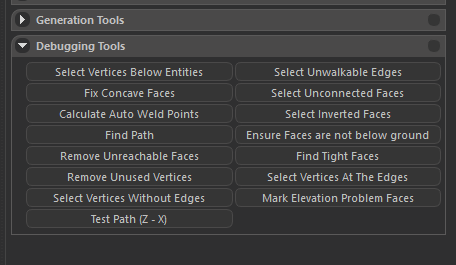 Generation Tools
Debugging Tools
Select Vertices Below Entities
Select Unwalkable Edges
Fix Concave Faces
Select Unconnected Faces
Calculate Auto Weld Points
Select Inverted Faces
Find Path
Ensure Faces are not below ground
Remove Unreachable Faces
Find Tight Faces
Remove Unused Vertices
Select Vertices At The Edges
Select Vertices Without Edges
Mark Elevation Problem Faces
Test Path (Z - X)